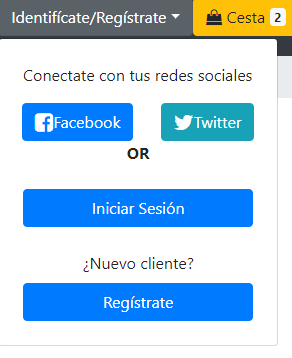 Identifícate/Regístrate Cesta 2
Conectate con tus redes sociales
Facebook Twitter
OR
Iniciar Sesión
¿Nuevo cliente?
Regístrate